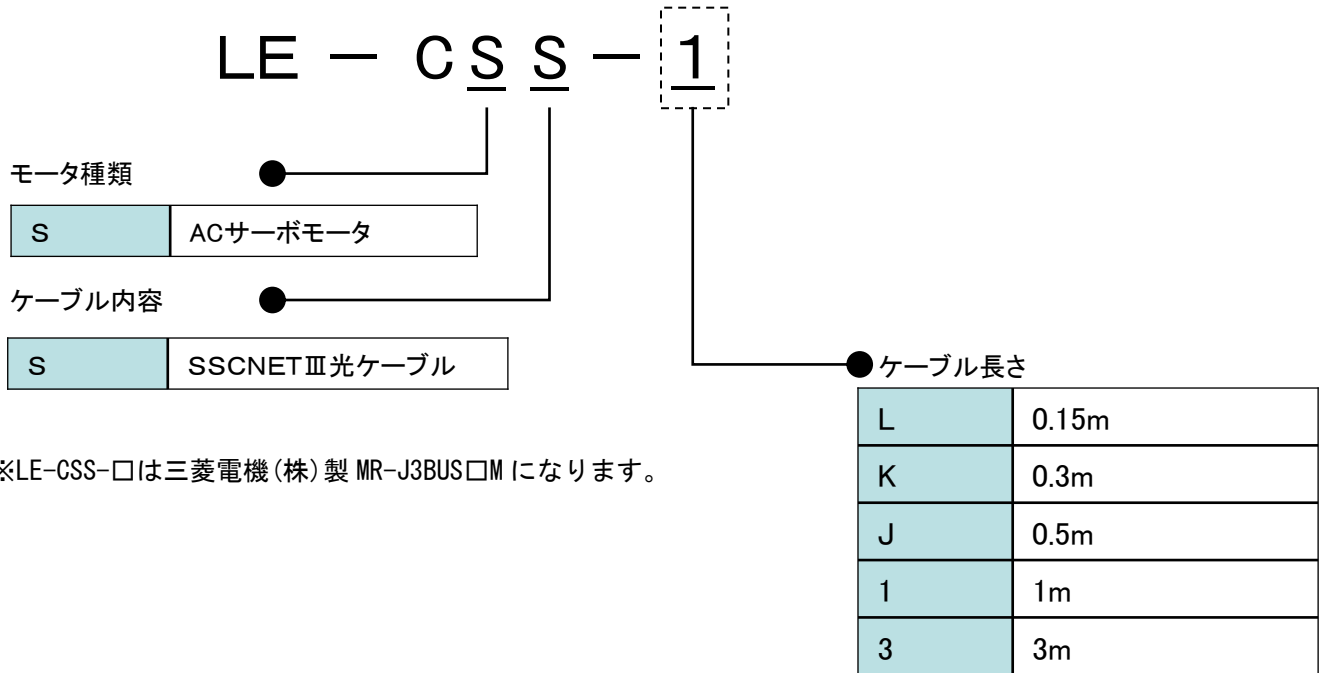 LE － CSS－1
モータ種類
S ACサーボモータ
ケーブル内容
S SSCNETⅢ光ケーブル
ケーブル長さ
L 0.15m
K 0.3m
J 0.5m
1 1m
3 3m
※LE-CSS-□は三菱電機(株)製 MR-J3BUS□M になります。